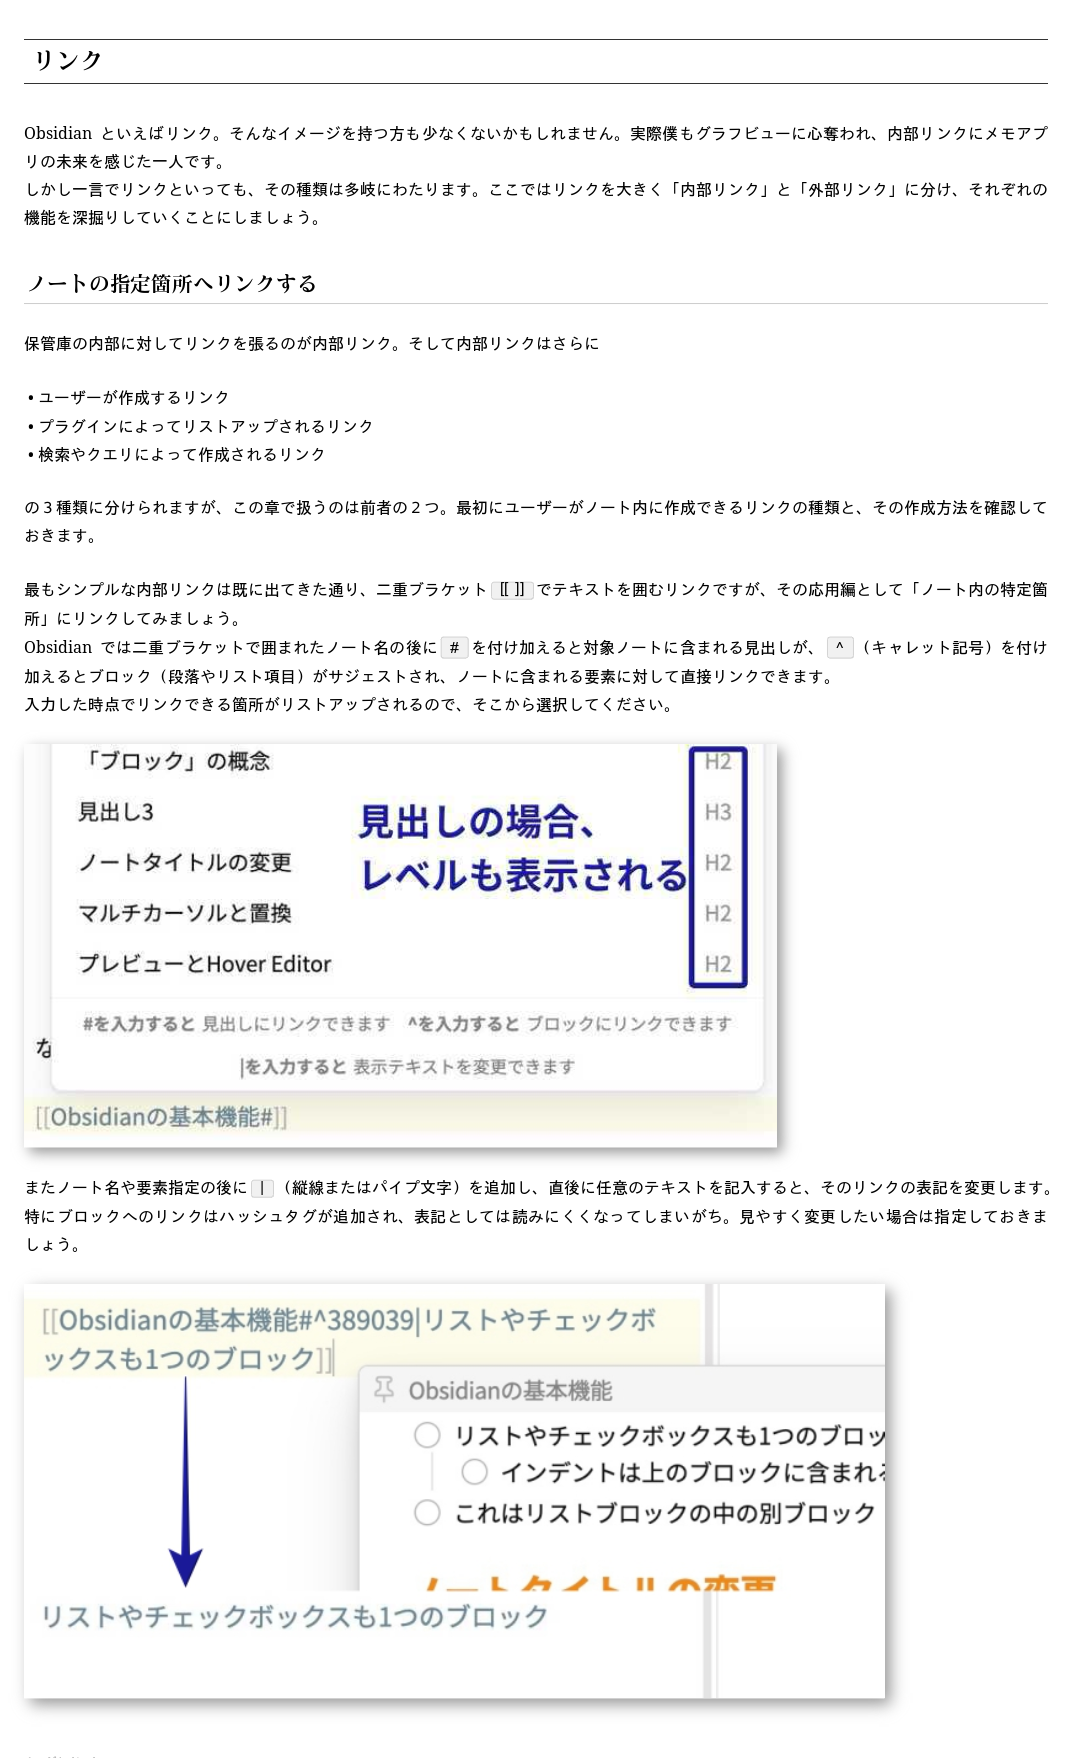 リンク
Obsidian といえばリンク。そんなイメージを持つ方も少なくないかもしれません。実際僕もグラフビューに心奪われ、内部リンクにメモアプ
リの未来を感じた一人です。
しかし一言でリンクといっても、その種類は多岐にわたります。ここではリンクを大きく「内部リンク」と「外部リンク」に分け、それぞれの
機能を深掘りしていくことにしましょう。
ノートの指定箇所へリンクする
保管庫の内部に対してリンクを張るのが内部リンク。そして内部リンクはさらに
• ユーザーが作成するリンク
• プラグインによってリストアップされるリンク
• 検索やクエリによって作成されるリンク
の３種類に分けられますが、この章で扱うのは前者の２つ。最初にユーザーがノート内に作成できるリンクの種類と、その作成方法を確認して
おきます。
最もシンプルな内部リンクは既に出てきた通り、二重ブラケット [[ ]] でテキストを囲むリンクですが、その応用編として「ノート内の特定箇
所」にリンクしてみましょう。
Obsidian では二重ブラケットで囲まれたノート名の後に # を付け加えると対象ノートに含まれる見出しが、 ^ （キャレット記号）を付け
加えるとブロック（段落やリスト項目）がサジェストされ、ノートに含まれる要素に対して直接リンクできます。
入力した時点でリンクできる箇所がリストアップされるので、そこから選択してください。
「ブロック」の概念 H2
見出し3 H3
見出しの場合、
レベルも表示される
ノートタイトルの変更 H2
マルチカーソルと置換 H2
プレビューとHover Editor H2
#を入力すると 見出しにリンクできます ^を入力すると ブロックにリンクできます
な
|を入力すると 表示テキストを変更できます
[[Obsidianの基本機能#]]
またノート名や要素指定の後に | （縦線またはパイプ文字）を追加し、直後に任意のテキストを記入すると、そのリンクの表記を変更します。
特にブロックへのリンクはハッシュタグが追加され、表記としては読みにくくなってしまいがち。見やすく変更したい場合は指定しておきま
しょう。
[[Obsidianの基本機能#^389039|リストやチェックボ
ックスも1つのブロック]]
Obsidianの基本機能
リストやチェックボックスも1つのブロッ
インデントは上のブロックに含まれ
これはリストブロックの中の別ブロック
ノートタイトルの変更
リストやチェックボックスも1つのブロック